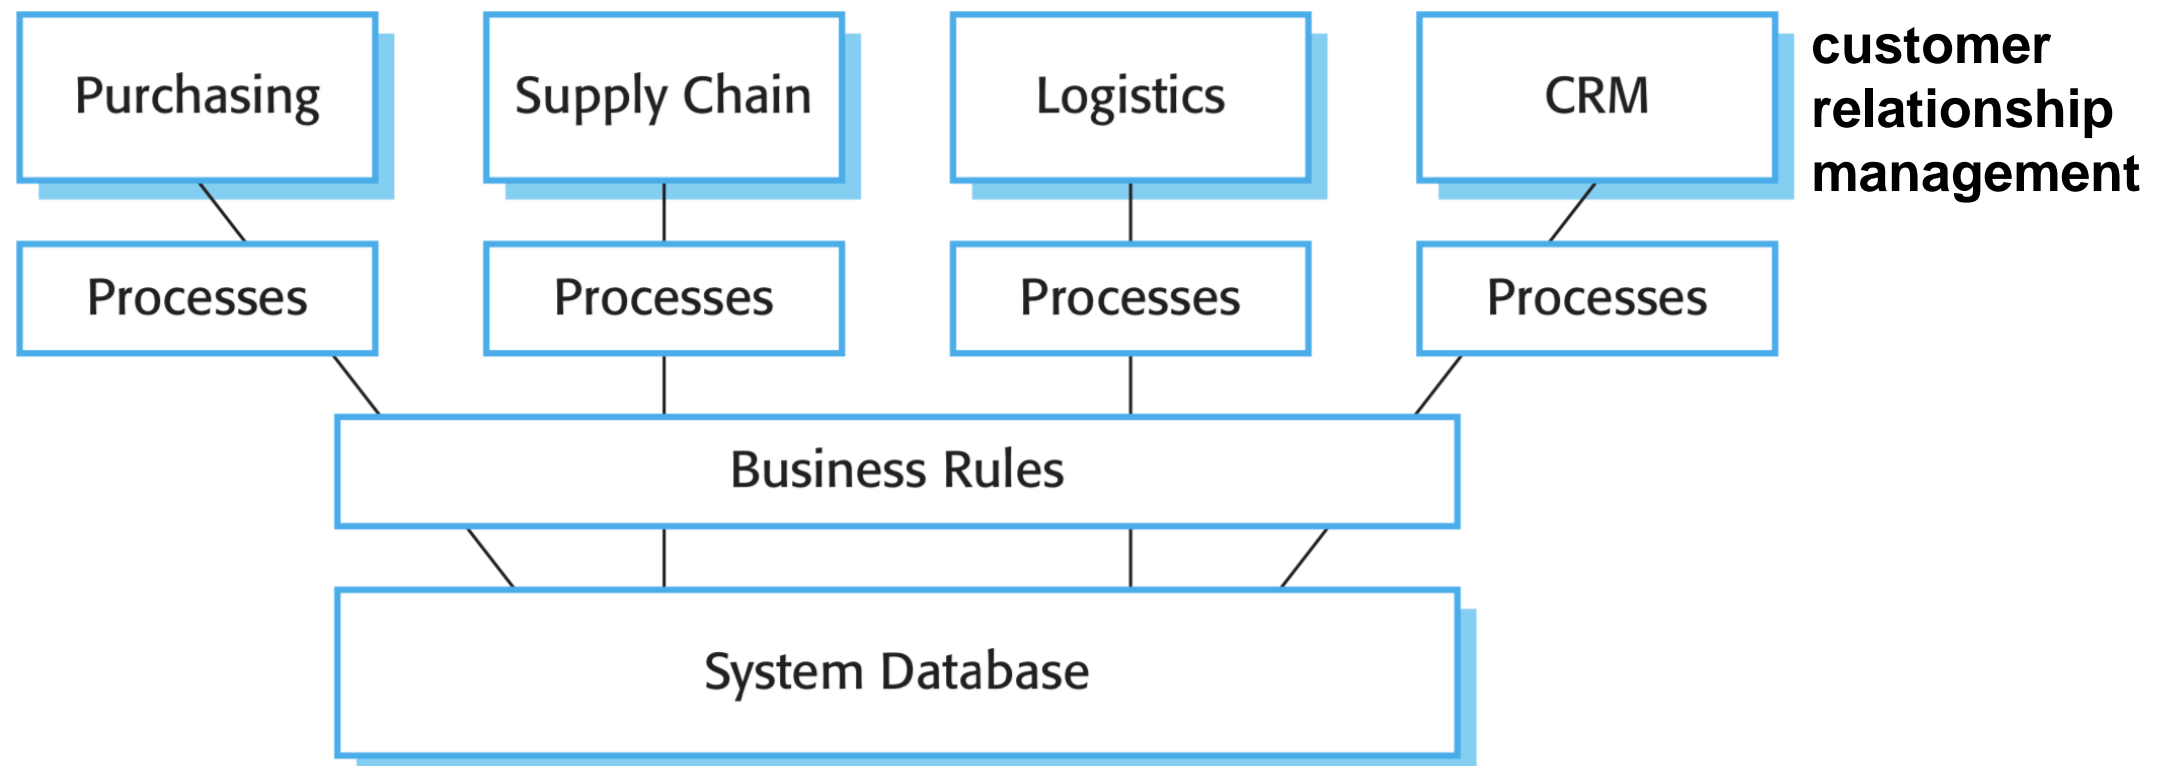 Purchasing
Supply Chain
Logistics
CRM
customer
relationship
management
Processes
Processes
Processes
Processes
Business Rules
System Database